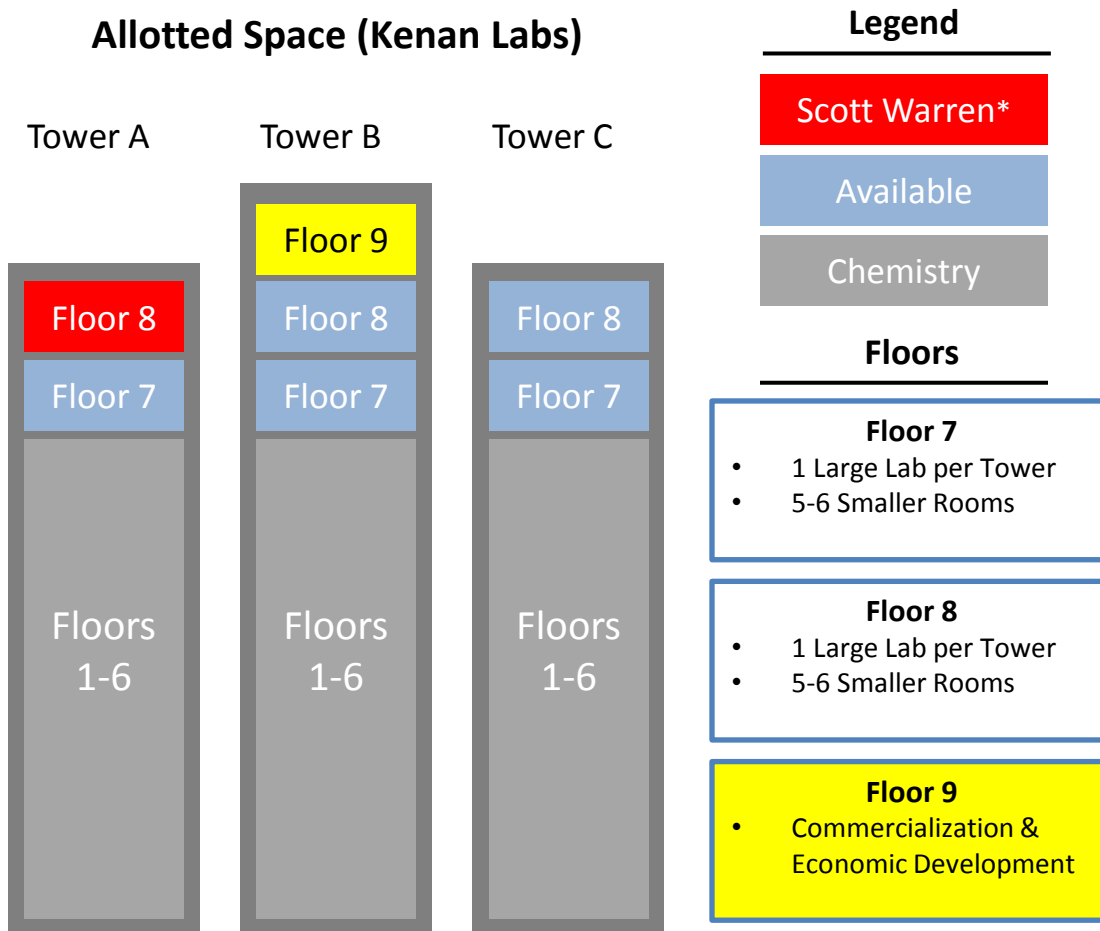 Allotted Space (Kenan Labs)
Tower A
Tower B
Tower C
Floor 9
Floor 8
Floor 8
Floor 8
Floor 7
Floor 7
Floor 7
Floors
1-6
Floors
1-6
Floors
1-6
Legend
Scott Warren*
Available
Chemistry
Floors
Floor 7
• 1 Large Lab per Tower
• 5-6 Smaller Rooms
Floor 8
• 1 Large Lab per Tower
• 5-6 Smaller Rooms
Floor 9
• Commercialization &
Economic Development